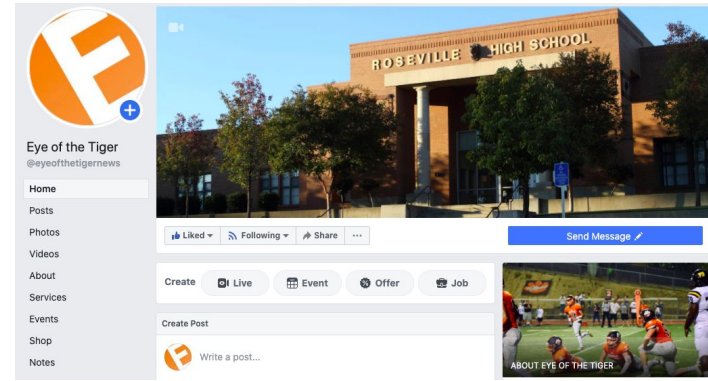 ROSEVILLE HIGH SCHOOL
Eye of the Tiger
@eyeofthetigernews
Home
Posts
Photos
Videos
About
Services
Events
Shop
Notes
Liked
Following
Share
...
Send Message
Create
Live
Event
Offer
Job
Create Post
Write a post...
ABOUT EYE OF THE TIGER